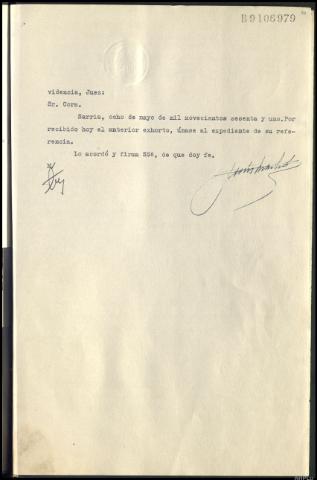 B9106979
videncia, Juez:
Sr. Cora.
Sarria, ocho de mayo de mil novecientos sesenta y uno.Por
recibido hoy el anterior exhorto, únase al expediente de su refe-
rencia.
Lo acordó y firma SSª, de que doy fe.